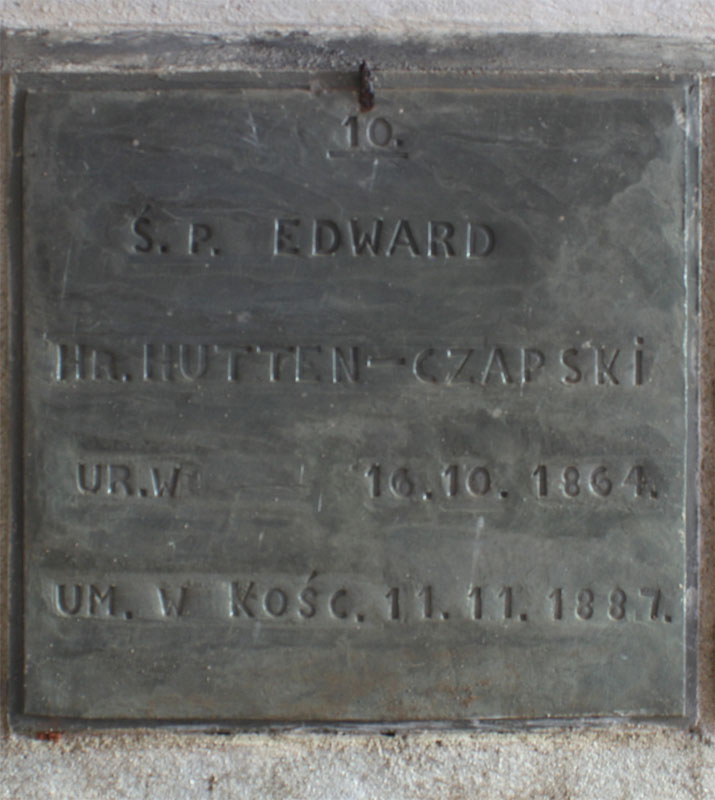 10.
Ś. P. EDWARD
HR. HUTTEN-CZAPSKI
UR. W 16.10.1864.
UM. W KOŚC. 11.11.1887.